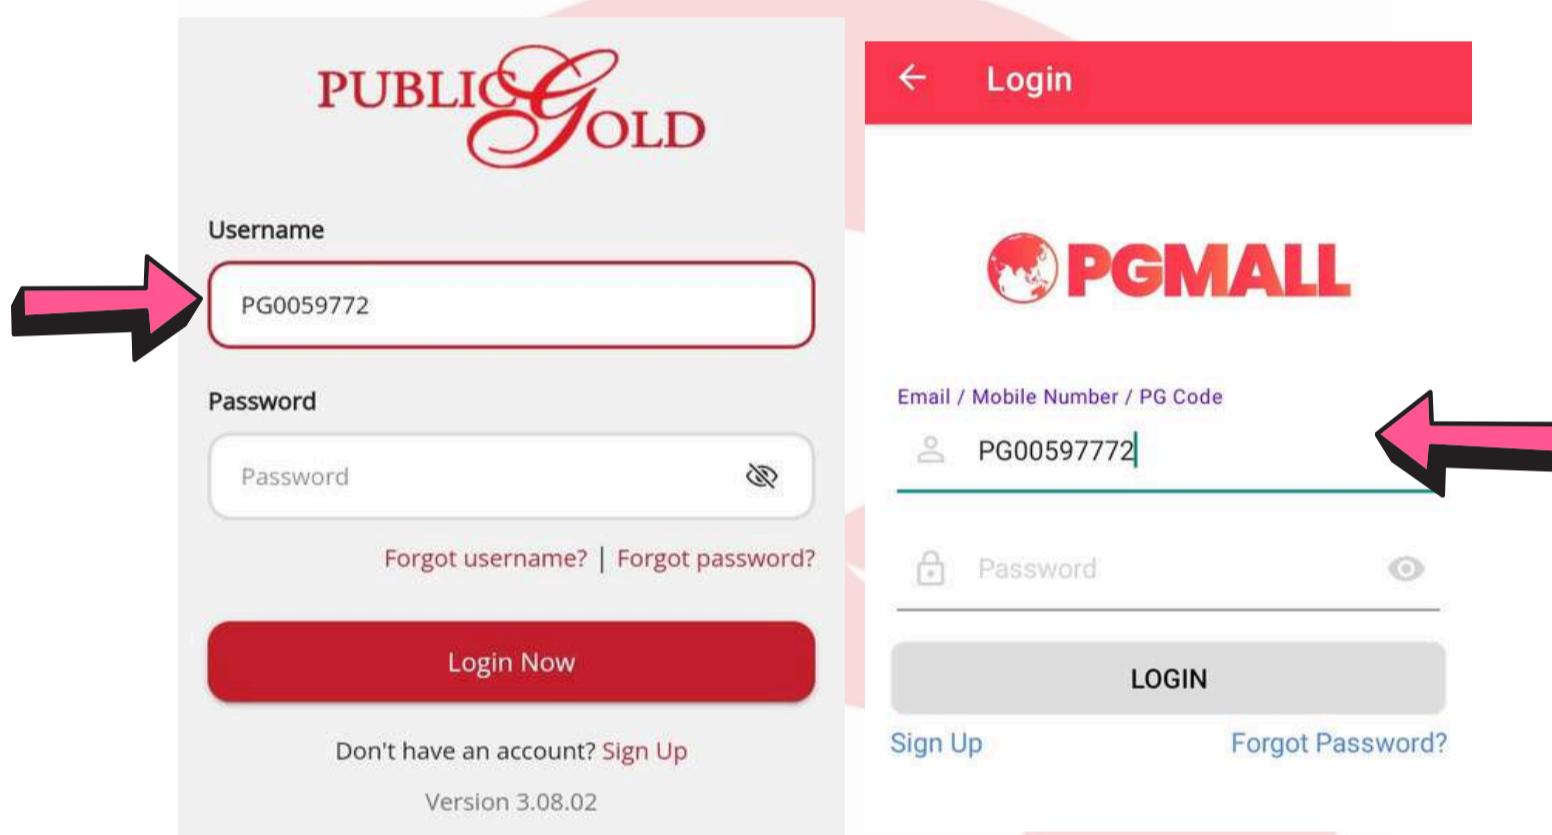 PUBLIC GOLD
Username
PG0059772
Password
Password
Forgot username? | Forgot password?
Login Now
Don't have an account? Sign Up
Version 3.08.02
Login
PGMALL
Email / Mobile Number / PG Code
PG00597772
Password
LOGIN
Sign Up
Forgot Password?